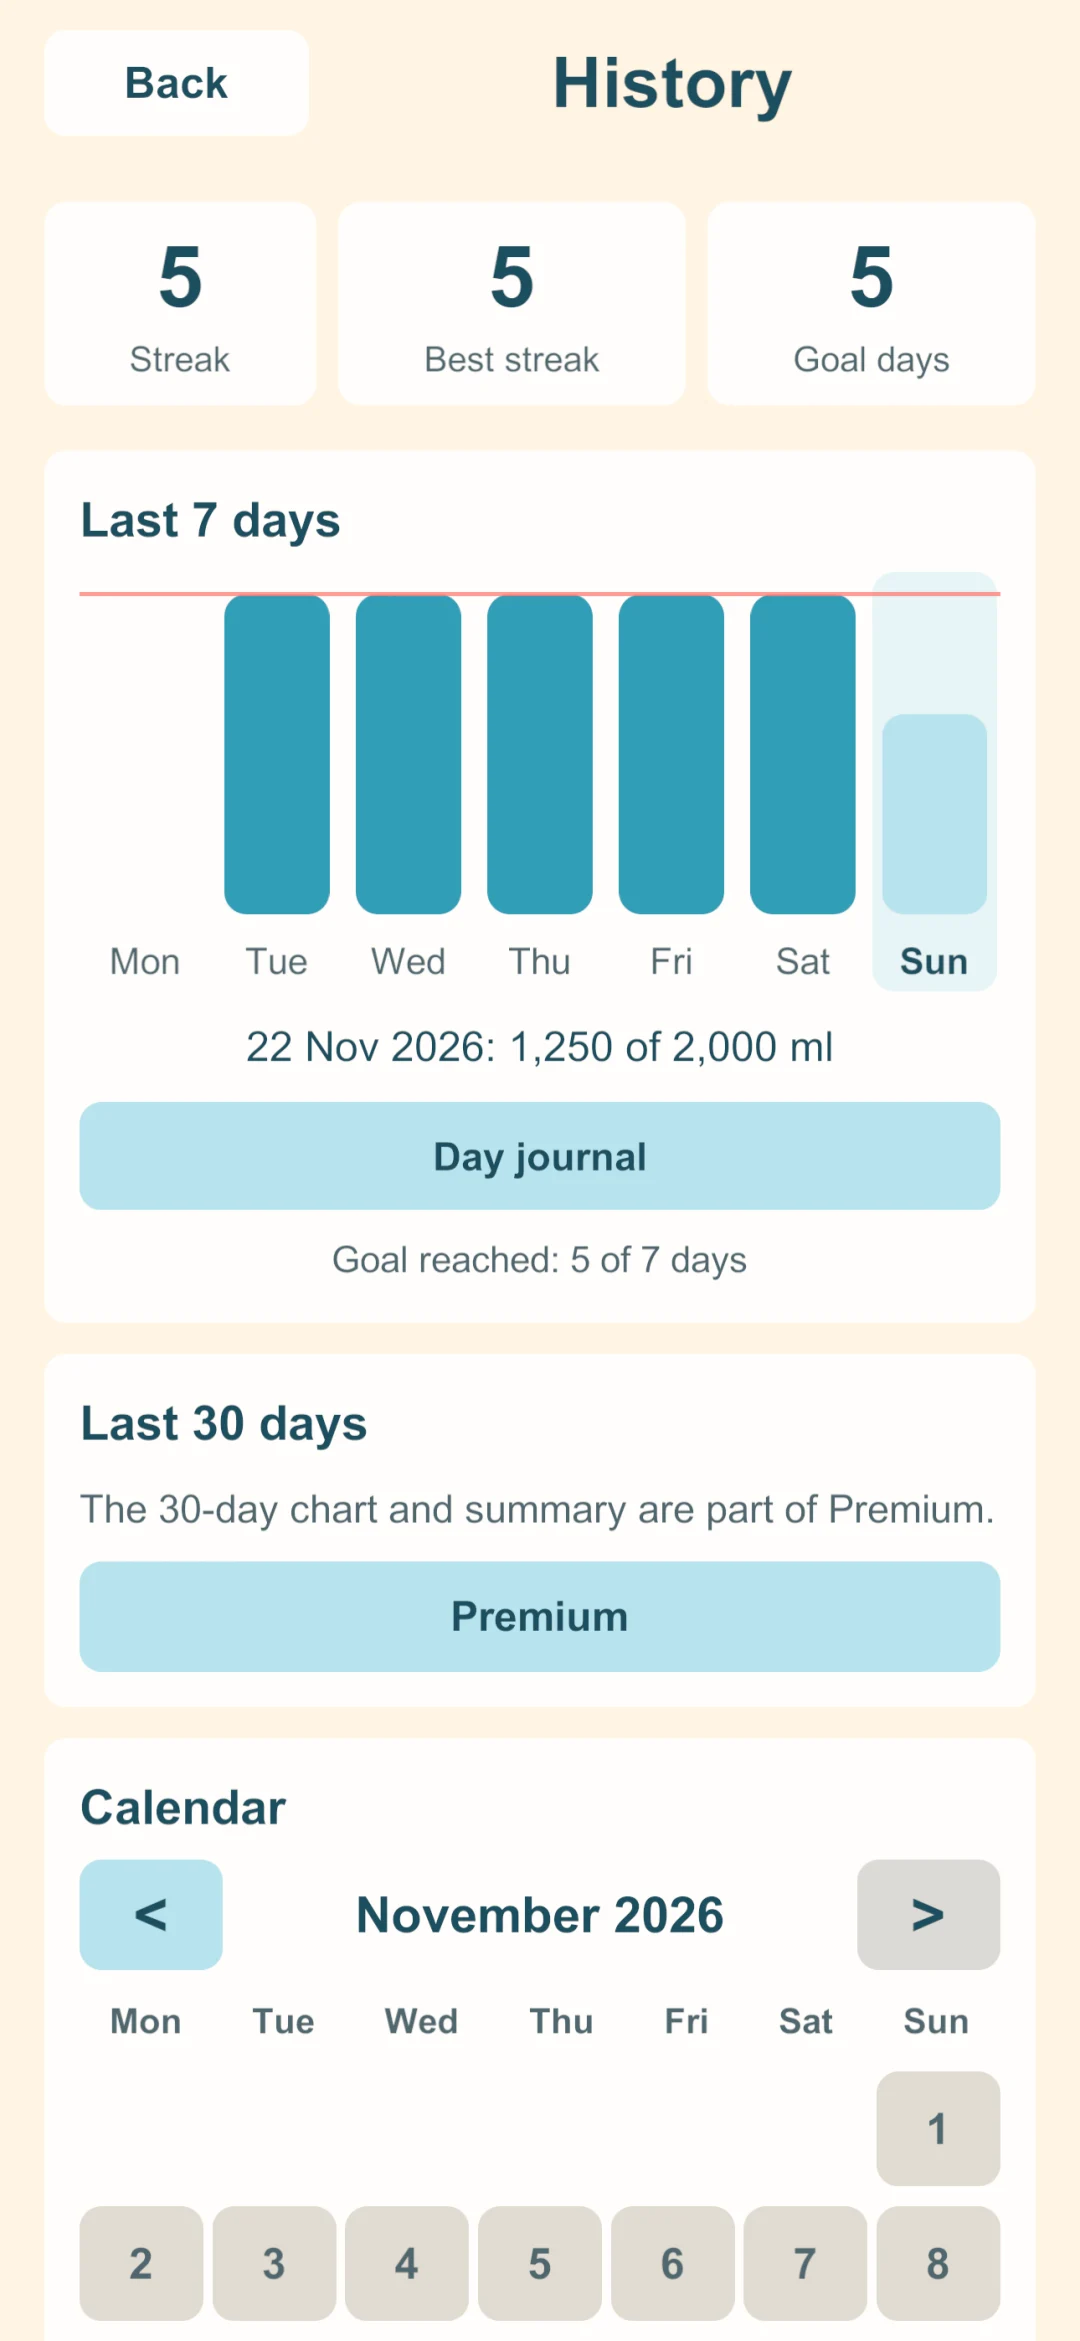 Back
History
5
Streak
5
Best streak
5
Goal days
Last 7 days
Mon Tue Wed Thu Fri Sat Sun
22 Nov 2026: 1,250 of 2,000 ml
Day journal
Goal reached: 5 of 7 days
Last 30 days
The 30-day chart and summary are part of Premium.
Premium
Calendar
< November 2026 >
Mon Tue Wed Thu Fri Sat Sun
1
2 3 4 5 6 7 8